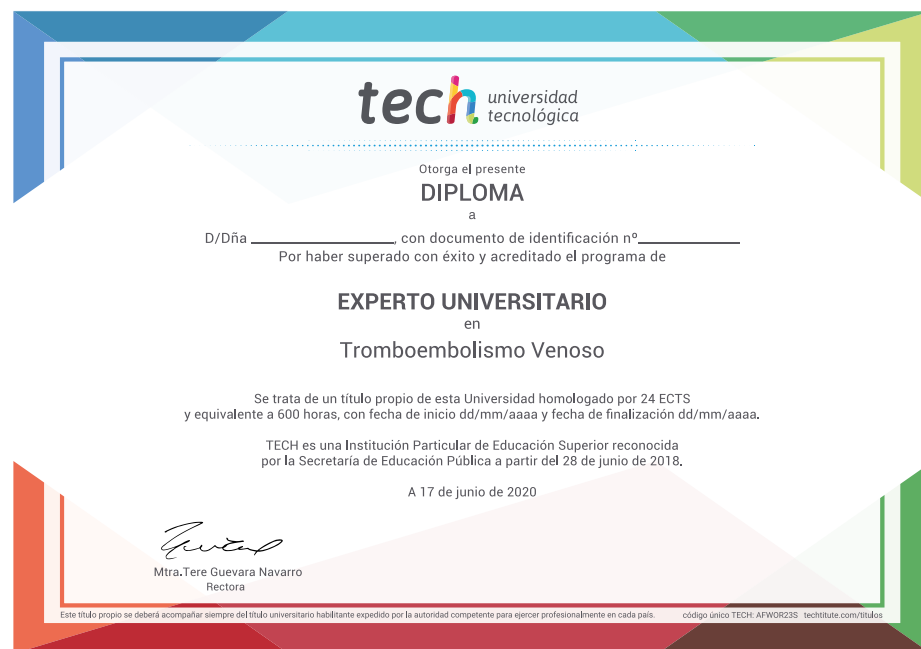 tech universidad
tecnológica
Otorga el presente
DIPLOMA
a
D/Dña ____________, con documento de identificación nº____________
Por haber superado con éxito y acreditado el programa de
EXPERTO UNIVERSITARIO
en
Tromboembolismo Venoso
Se trata de un título propio de esta Universidad homologado por 24 ECTS
y equivalente a 600 horas, con fecha de inicio dd/mm/aaaa y fecha de finalización dd/mm/aaaa.
TECH es una Institución Particular de Educación Superior reconocida
por la Secretaría de Educación Pública a partir del 28 de junio de 2018.
A 17 de junio de 2020
Mtra.Tere Guevara Navarro
Rectora
Este título propio se deberá acompañar siempre del título universitario habilitante expedido por la autoridad competente para ejercer profesionalmente en cada país. código único TECH: AFWOR23S techtitute.com/titulos